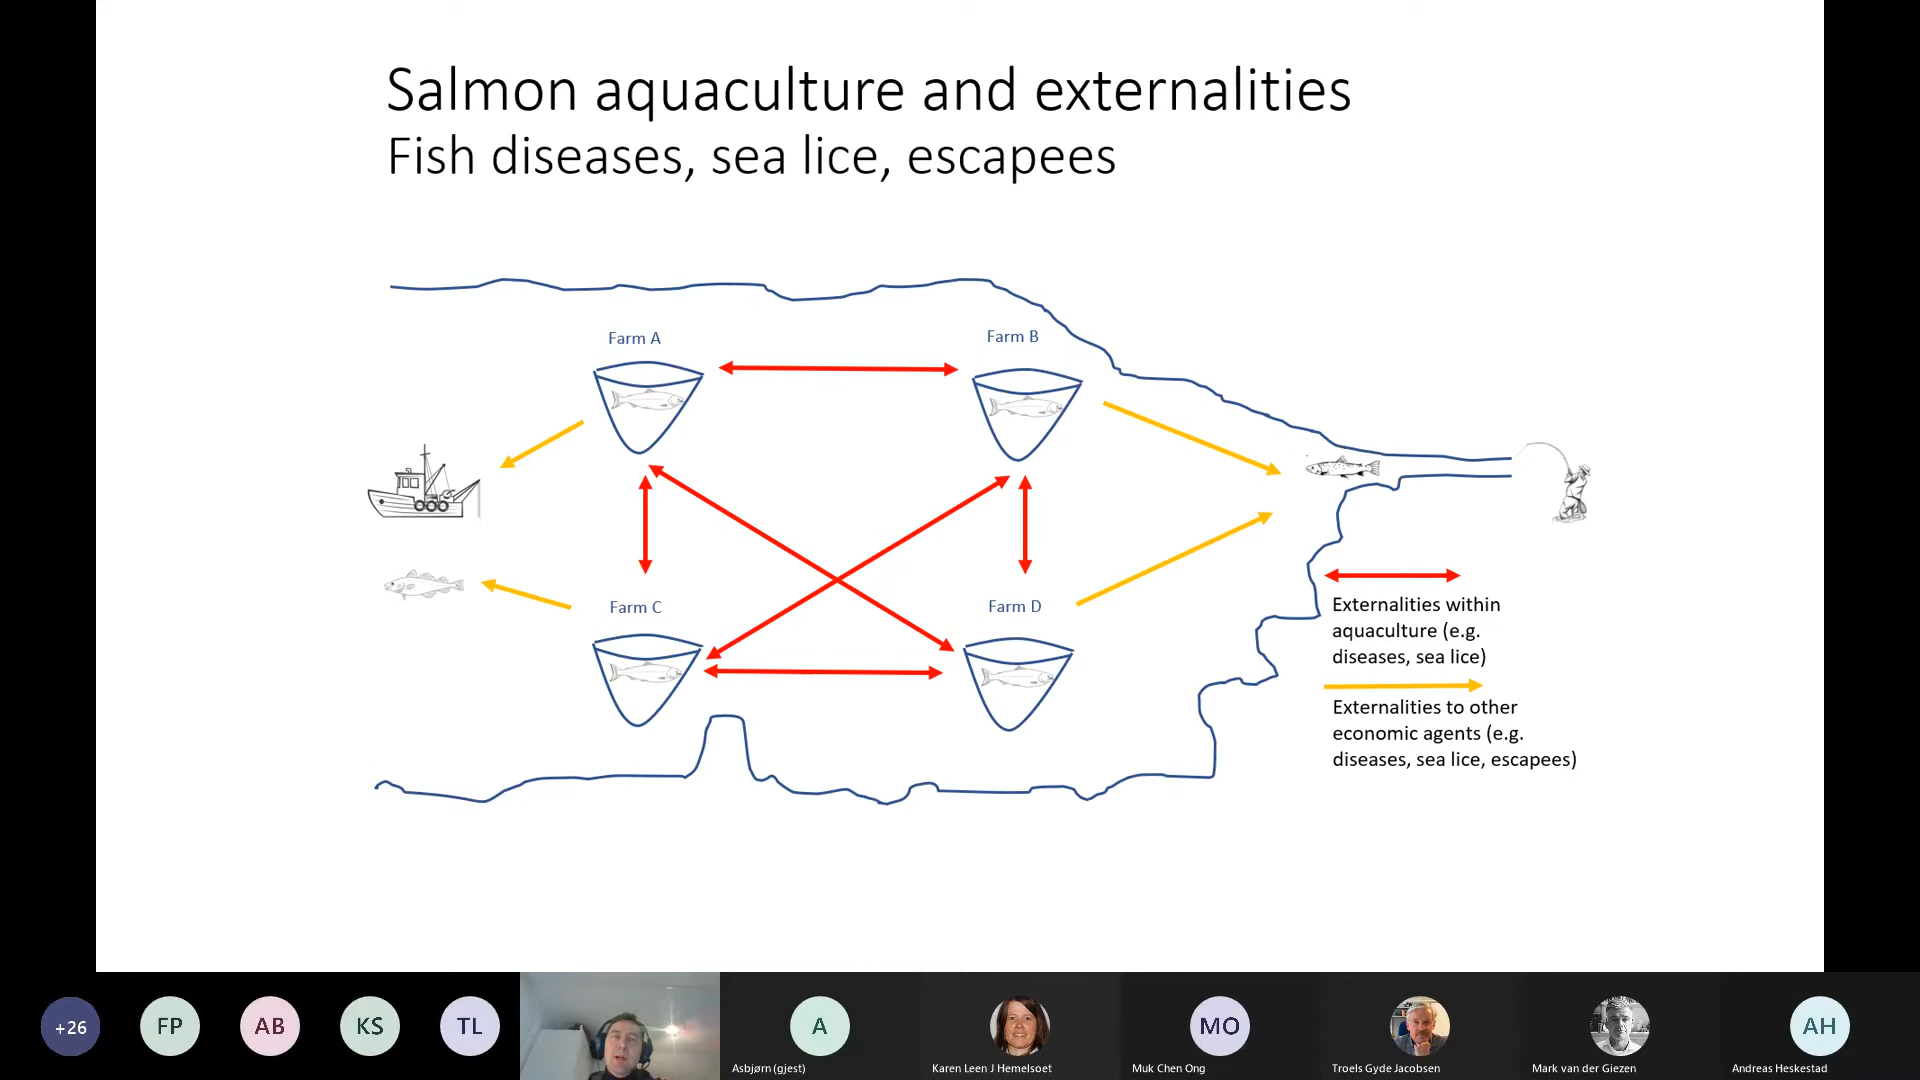 Salmon aquaculture and externalities
Fish diseases, sea lice, escapees
Farm A
Farm B
Farm C
Farm D
Externalities within
aquaculture (e.g.
diseases, sea lice)
Externalities to other
economic agents (e.g.
diseases, sea lice, escapees)
+26
FP
AB
KS
TL
A
MO
AH
Asbjørn (gjest)
Karen Leen J Hemelsoet
Muk Chen Ong
Troels Gyde Jacobsen
Mark van der Giezen
Andreas Heskestad